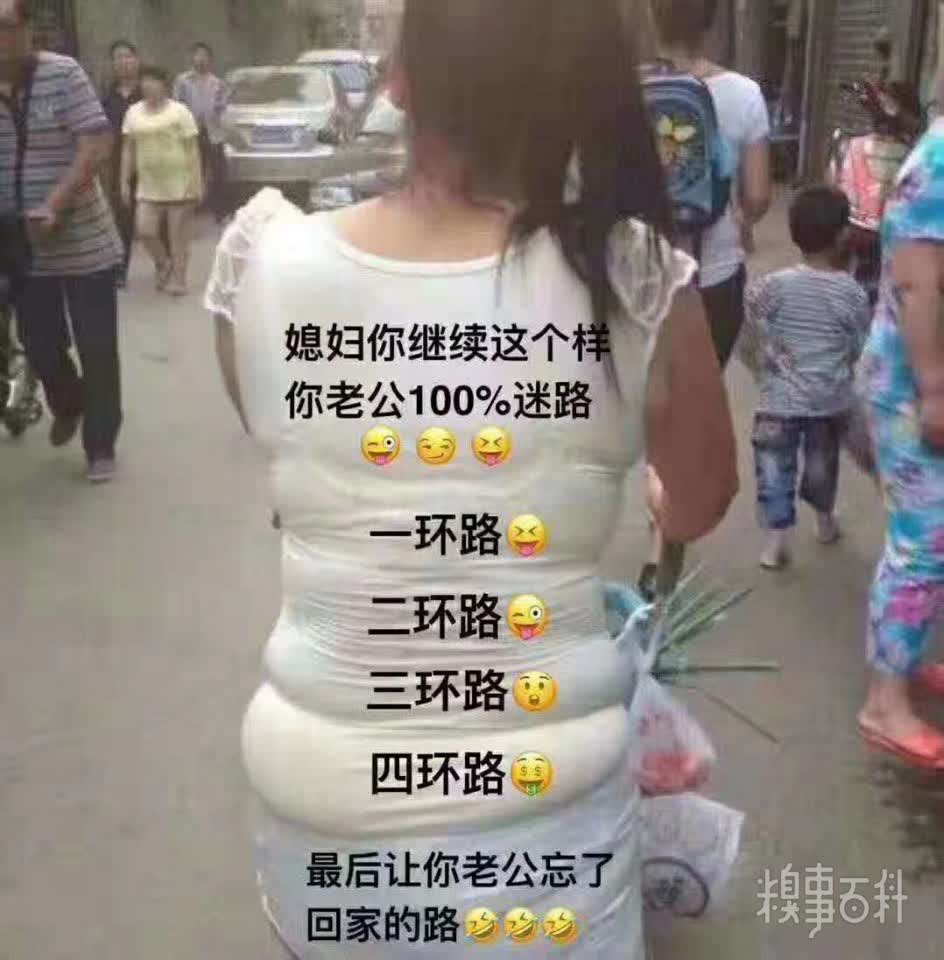 媳妇你继续这个样
你老公100%迷路
😜😏😝
一环路😝
二环路😜
三环路😲
四环路🤑
最后让你老公忘了
回家的路🤣🤣🤣
糗事百科